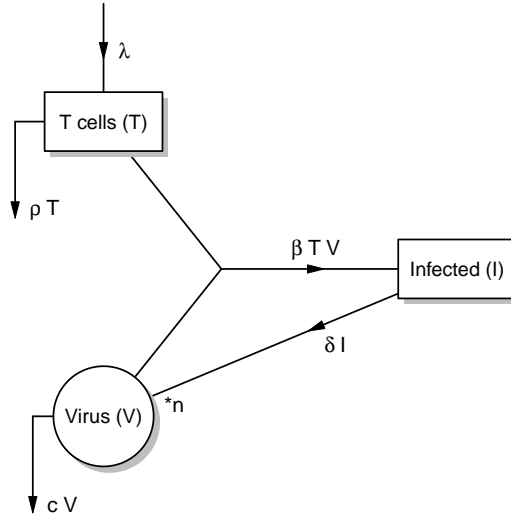 λ
T cells (T)
ρ T
β T V
Infected (I)
δ I
*n
Virus (V)
c V